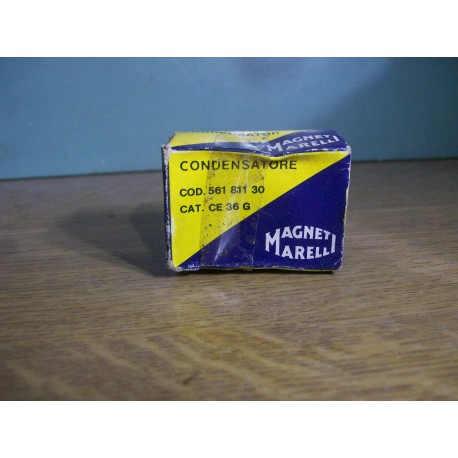 MAGNETI
MARELLI
CONDENSATORE
COD. 561 811 30
CAT. CE 36 G
MAGNETI
MARELLI